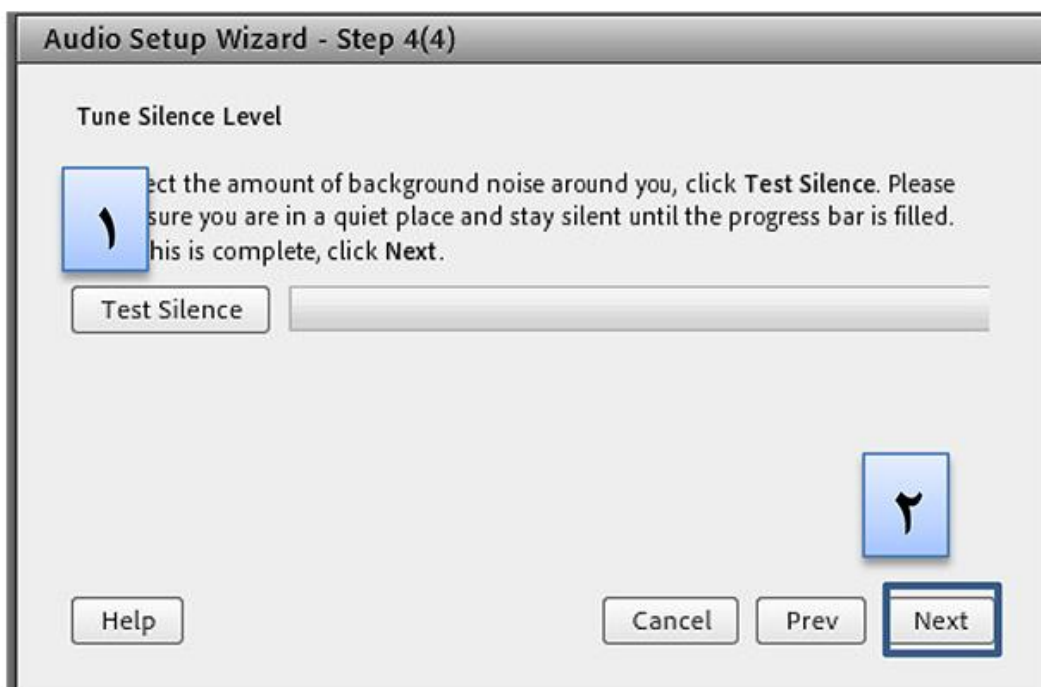 Audio Setup Wizard - Step 4(4)
Tune Silence Level
the amount of background noise around you, click Test Silence. Please
sure you are in a quiet place and stay silent until the progress bar is filled.
is complete, click Next.
١
Test Silence
٢
Help
Cancel
Prev
Next